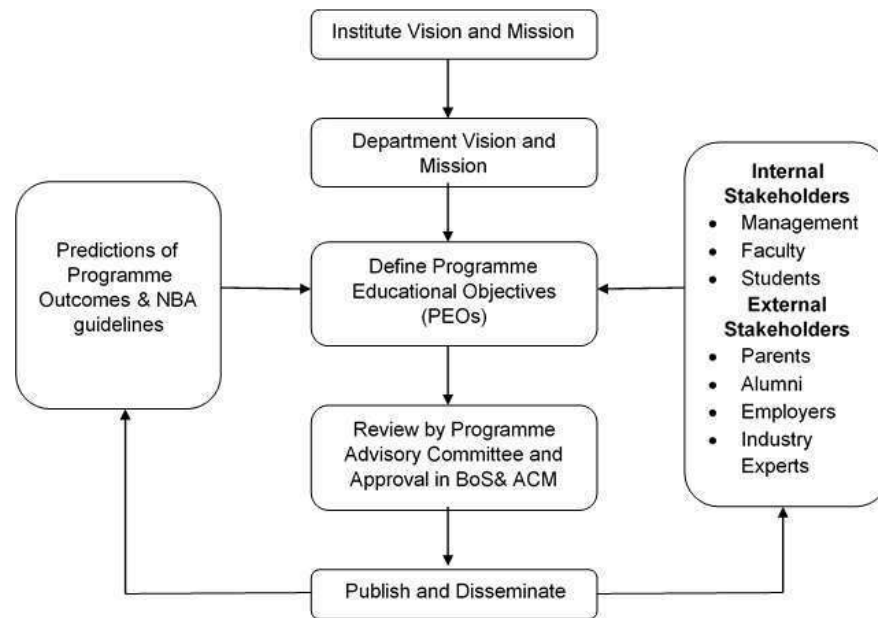 Institute Vision and Mission
Department Vision and
Mission
Predictions of
Programme
Outcomes & NBA
guidelines
Define Programme
Educational Objectives
(PEOs)
Internal
Stakeholders
• Management
• Faculty
• Students
External
Stakeholders
• Parents
• Alumni
• Employers
• Industry
Experts
Review by Programme
Advisory Committee and
Approval in BoS& ACM
Publish and Disseminate